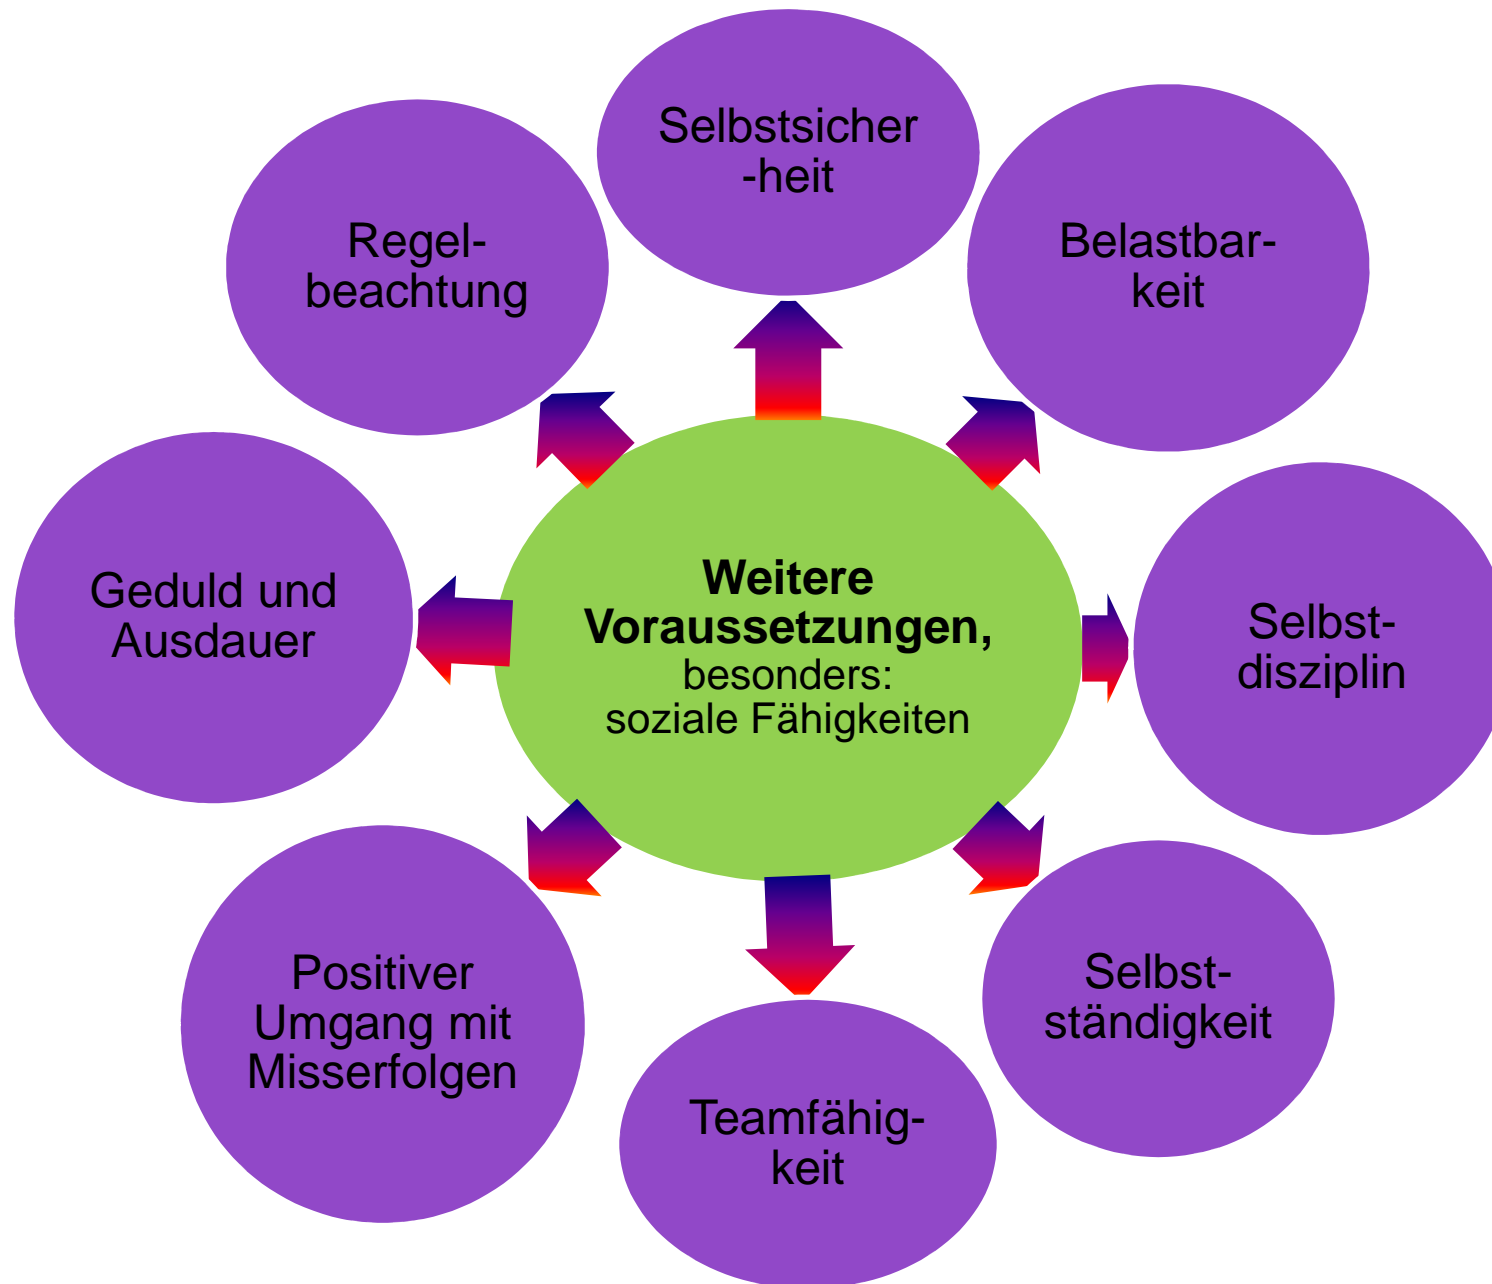 Selbstsicher
-heit
Regel-
beachtung
Belastbar-
keit
Geduld und
Ausdauer
Weitere
Voraussetzungen,
besonders:
soziale Fähigkeiten
Selbst-
disziplin
Positiver
Umgang mit
Misserfolgen
Selbst-
ständigkeit
Teamfähig-
keit